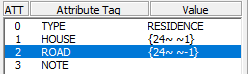 ATT Attribute Tag Value
0 TYPE RESIDENCE
1 HOUSE {24~ ~1}
2 ROAD {24~ ~-1}
3 NOTE